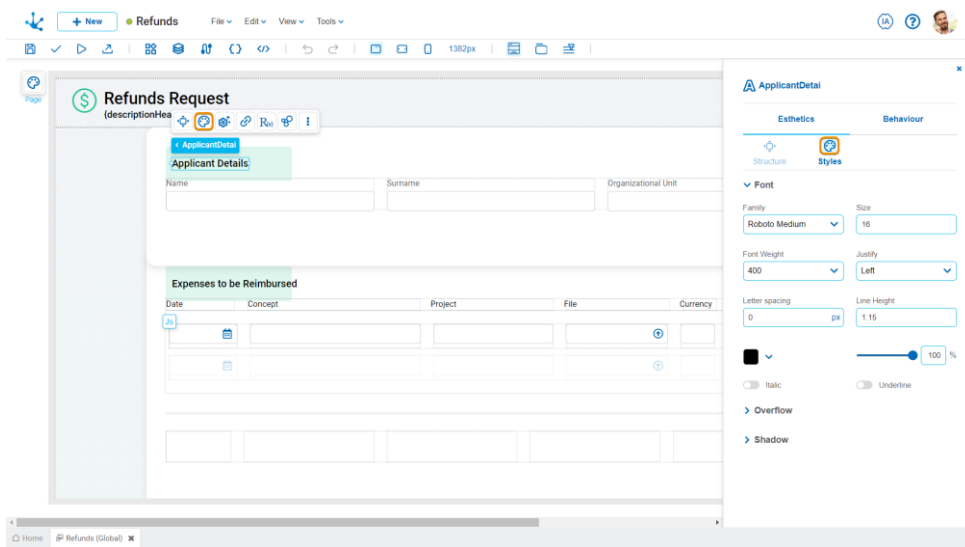 + New
Refunds
File
Edit
View
Tools
IA
?
1382px
Page
$
Refunds Request
{descriptionHea
R(x)
ApplicantDetai
Applicant Details
Name
Surname
Organizational Unit
Expenses to be Reimbursed
Date
Concept
Project
File
Currency
Js
ApplicantDetai
Esthetics
Behaviour
Structure
Styles
Font
Family
Size
Roboto Medium
16
Font Weight
Justify
400
Left
Letter spacing
Line Height
0
px
1.15
100
%
Italic
Underline
Overflow
Shadow
Home
Refunds (Global)